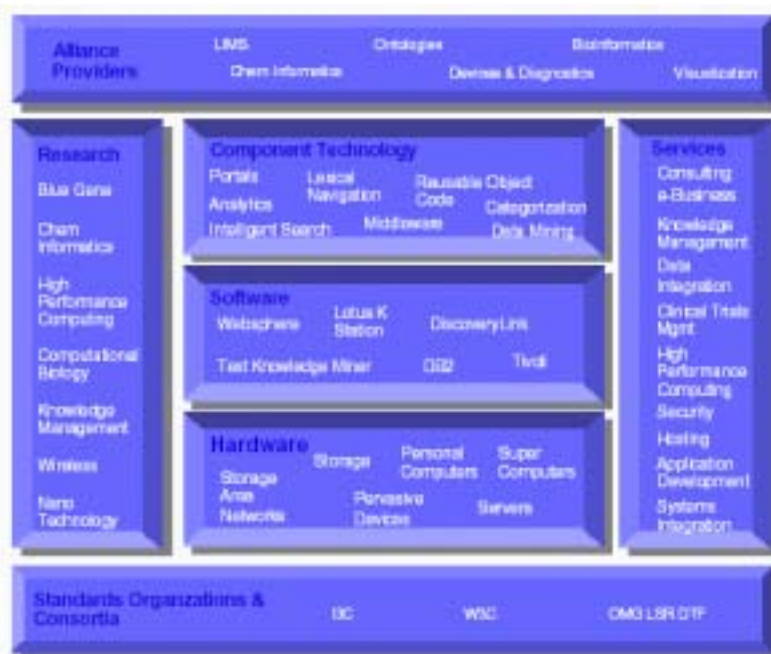 Alliance
Providers
LIMS
Ontologies
Bioinformatics
Chem Informatics
Devices & Diagnostics
Visualization
Research
Blue Gene
Chem
Informatics
High
Performance
Computing
Computational
Biology
Knowledge
Management
Wireless
Nano
Technology
Component Technology
Portals
Lexical
Navigation
Reusable Object
Code
Analytics
Categorization
Intelligent Search
Middleware
Data Mining
Software
Websphere
Lotus K
Station
DiscoveryLink
Text Knowledge Miner
DB2
Tivoli
Hardware
Storage
Personal
Computers
Super
Computers
Storage
Area
Networks
Pervasive
Devices
Servers
Services
Consulting
e-Business
Knowledge
Management
Data
Integration
Clinical Trials
Mgmt
High
Performance
Computing
Security
Hosting
Application
Development
Systems
Integration
Standards Organzations &
Consortia
I3C
W3C
OMG LSR DTF